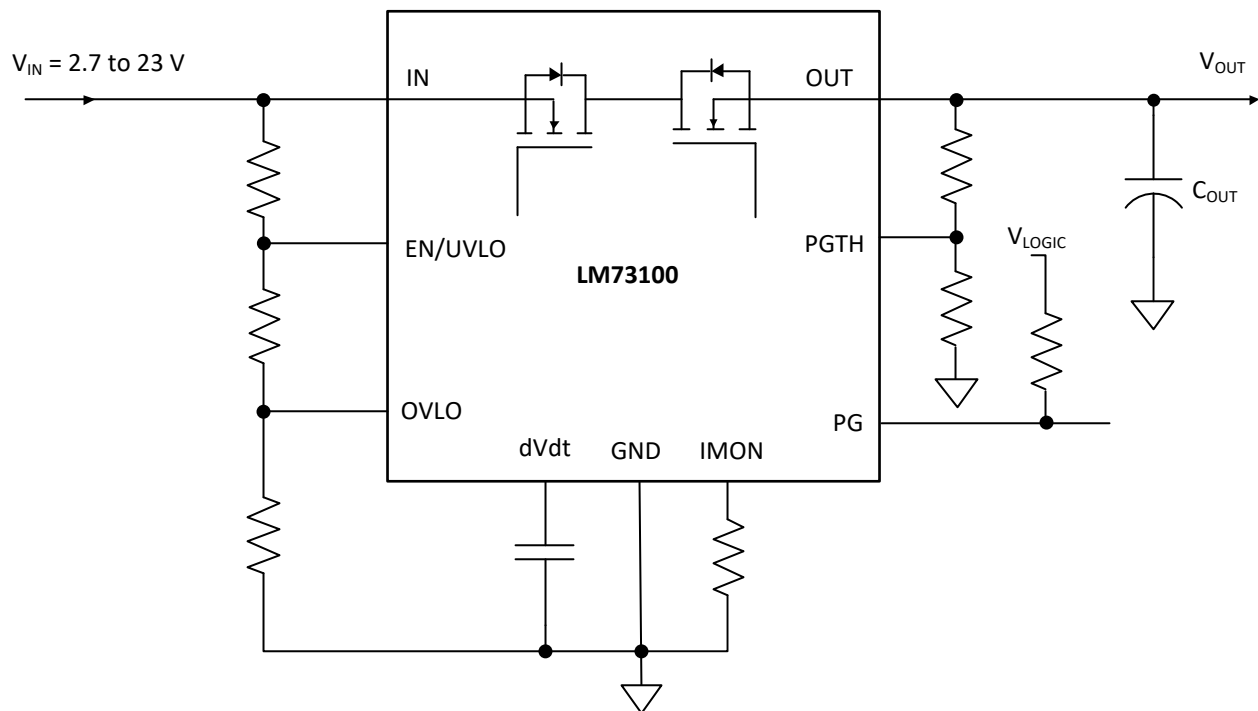 V_IN = 2.7 to 23 V
IN
OUT
V_OUT
C_OUT
EN/UVLO
PGTH
V_LOGIC
LM73100
OVLO
PG
dVdt
GND
IMON